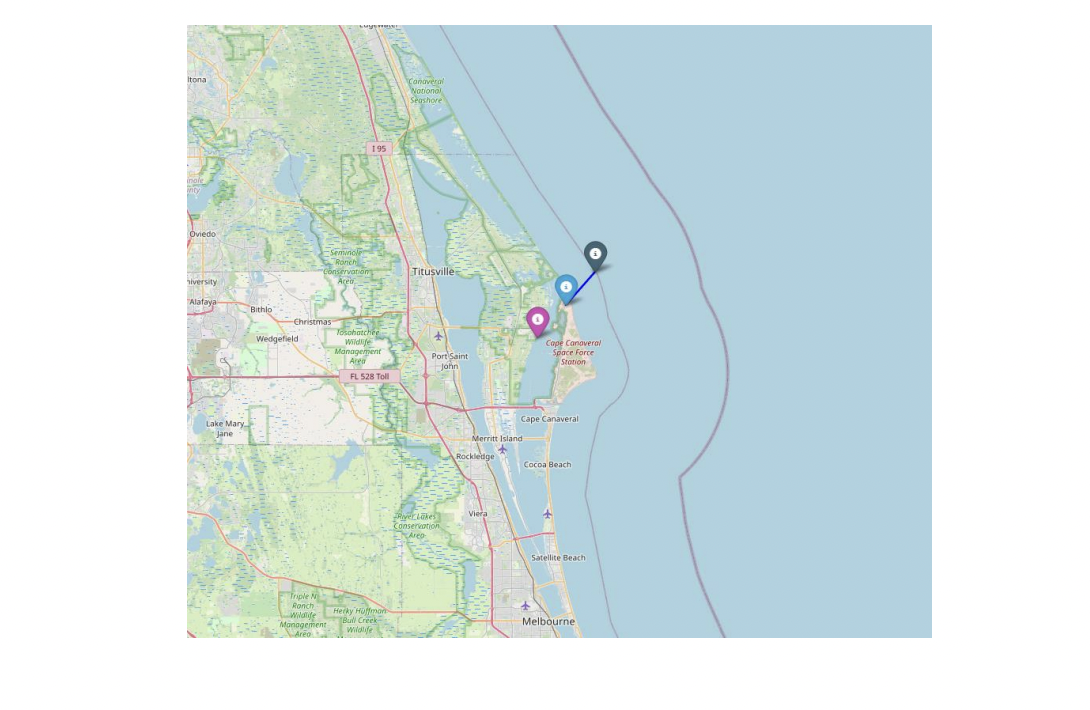 Canaveral
National
Seashore
I 95
Oviedo
Seminole
Ranch
Conservation
Area
Titusville
Alafaya
Bithlo
Christmas
Wedgefield
Tosohatchee
Wildlife
Management
Area
Port Saint
John
Cape Canaveral
Space Force
Station
FL 528 Toll
Cape Canaveral
Lake Mary
Jane
Merritt Island
Rockledge
Cocoa Beach
Viera
River Lakes
Conservation
Area
Satellite Beach
Triple N
Ranch
Wildlife
Management
Area
Herky Huffman
Bull Creek
Wildlife
Melbourne